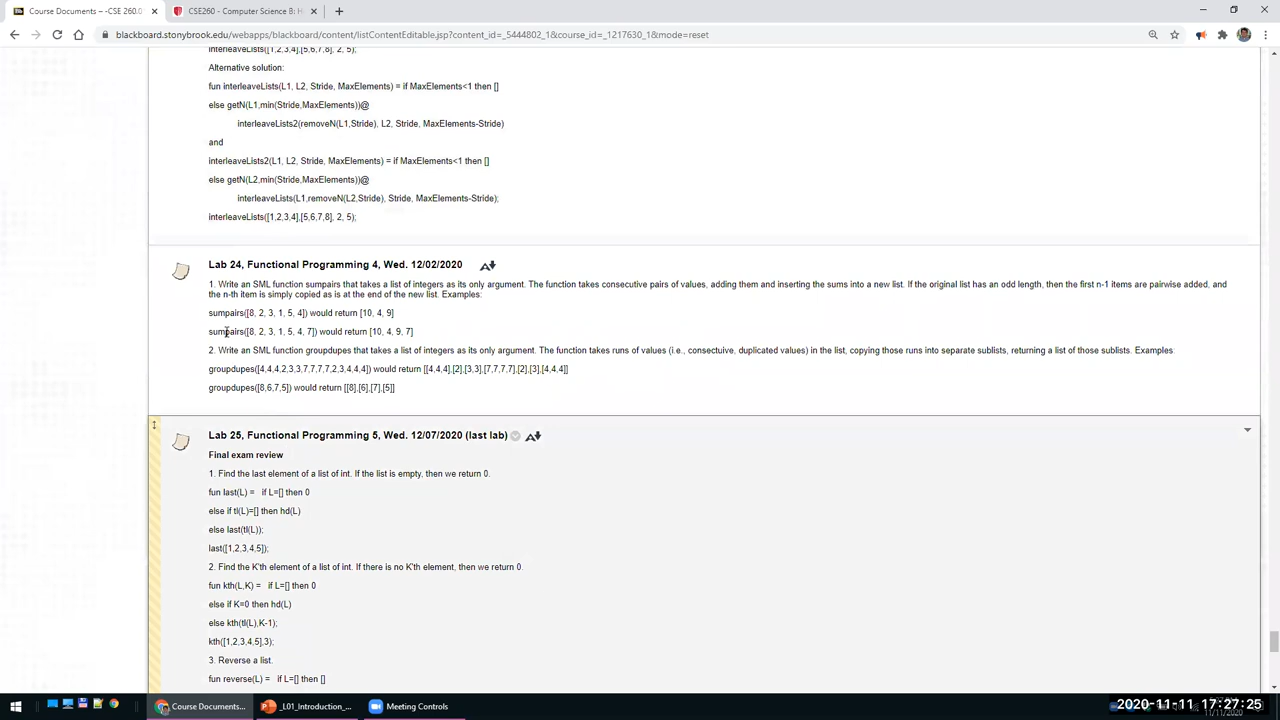 Course Documents – -CSE 260.0
CSE260 - Computer Science 8: H
blackboard.stonybrook.edu/webapps/blackboard/content/listContentEditable.jsp?content_id=_5444802_1&course_id=_1217630_1&mode=reset
interleaveLists([1,2,3,4],[5,6,7,8], 2, 5);
Alternative solution:
fun interleaveLists(L1, L2, Stride, MaxElements) = if MaxElements<1 then []
else getN(L1,min(Stride,MaxElements))@
interleaveLists2(removeN(L1,Stride), L2, Stride, MaxElements-Stride)
and
interleaveLists2(L1, L2, Stride, MaxElements) = if MaxElements<1 then []
else getN(L2,min(Stride,MaxElements))@
interleaveLists(L1,removeN(L2,Stride), Stride, MaxElements-Stride);
interleaveLists([1,2,3,4],[5,6,7,8], 2, 5);
Lab 24, Functional Programming 4, Wed. 12/02/2020
1. Write an SML function sumpairs that takes a list of integers as its only argument. The function takes consecutive pairs of values, adding them and inserting the sums into a new list. If the original list has an odd length, then the first n-1 items are pairwise added, and
the n-th item is simply copied as is at the end of the new list. Examples:
sumpairs([8, 2, 3, 1, 5, 4]) would return [10, 4, 9]
sumpairs([8, 2, 3, 1, 5, 4, 7]) would return [10, 4, 9, 7]
2. Write an SML function groupdupes that takes a list of integers as its only argument. The function takes runs of values (i.e., consectuive, duplicated values) in the list, copying those runs into separate sublists, returning a list of those sublists. Examples:
groupdupes([4,4,4,2,3,3,7,7,7,7,2,3,4,4,4]) would return [[4,4,4],[2],[3,3],[7,7,7,7],[2],[3],[4,4,4]]
groupdupes([8,6,7,5]) would return [[8],[6],[7],[5]]
Lab 25, Functional Programming 5, Wed. 12/07/2020 (last lab)
Final exam review
1. Find the last element of a list of int. If the list is empty, then we return 0.
fun last(L) = if L=[] then 0
else if tl(L)=[] then hd(L)
else last(tl(L));
last([1,2,3,4,5]);
2. Find the K'th element of a list of int. If there is no K'th element, then we return 0.
fun kth(L,K) = if L=[] then 0
else if K=0 then hd(L)
else kth(tl(L),K-1);
kth([1,2,3,4,5],3);
3. Reverse a list.
fun reverse(L) = if L=[] then []
Course Documents...
_L01_Introduction_...
Meeting Controls
2020-11-11 17:27:25